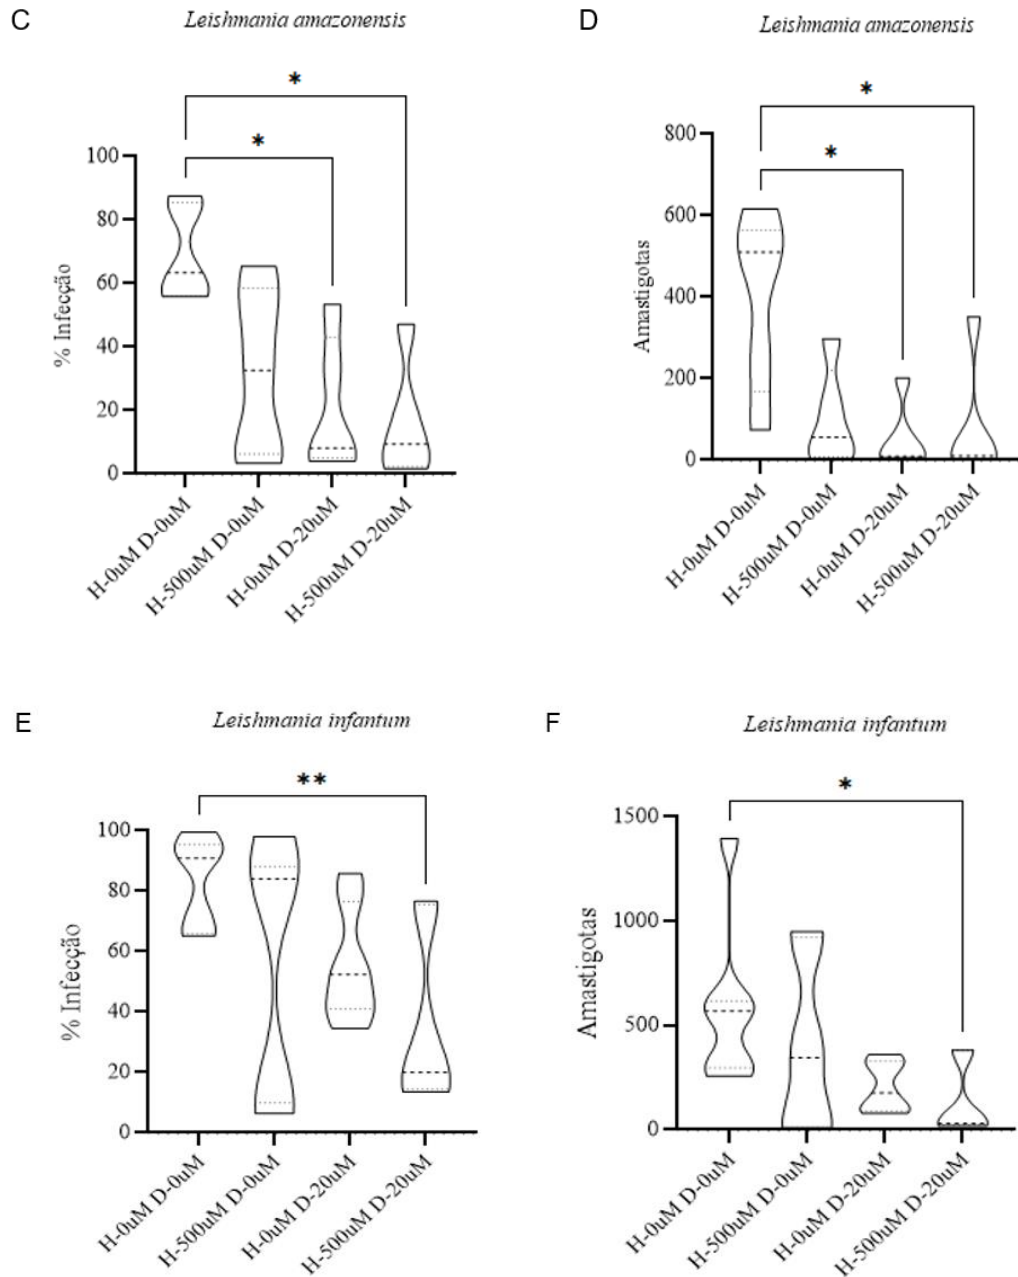 C
Leishmania amazonensis
*
*
% Infecção
100
80
60
40
20
0
H-0uM D-0uM
H-500uM D-0uM
H-0uM D-20uM
H-500uM D-20uM
D
Leishmania amazonensis
*
*
Amastigotas
800
600
400
200
0
H-0uM D-0uM
H-500uM D-0uM
H-0uM D-20uM
H-500uM D-20uM
E
Leishmania infantum
**
% Infecção
100
80
60
40
20
0
H-0uM D-0uM
H-500uM D-0uM
H-0uM D-20uM
H-500uM D-20uM
F
Leishmania infantum
*
Amastigotas
1500
1000
500
0
H-0uM D-0uM
H-500uM D-0uM
H-0uM D-20uM
H-500uM D-20uM